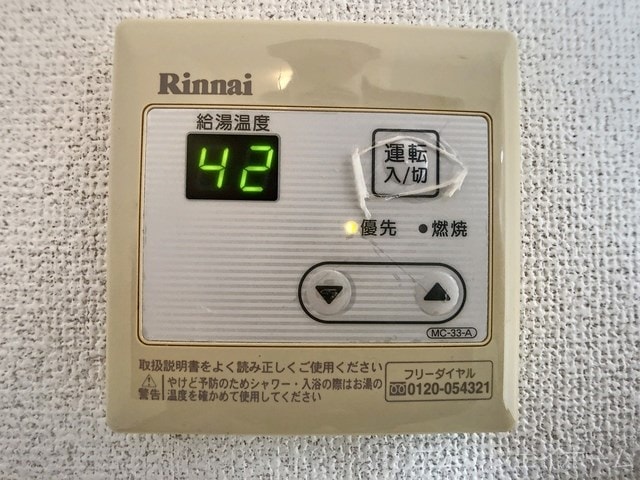 Rinnai
給湯温度
42
運転
入/切
優先 燃焼
MC-33-A
取扱説明書をよく読み正しくご使用ください
警告
やけど予防のためシャワー・入浴の際はお湯の
温度を確かめて使用してください
フリーダイヤル
0120-054321